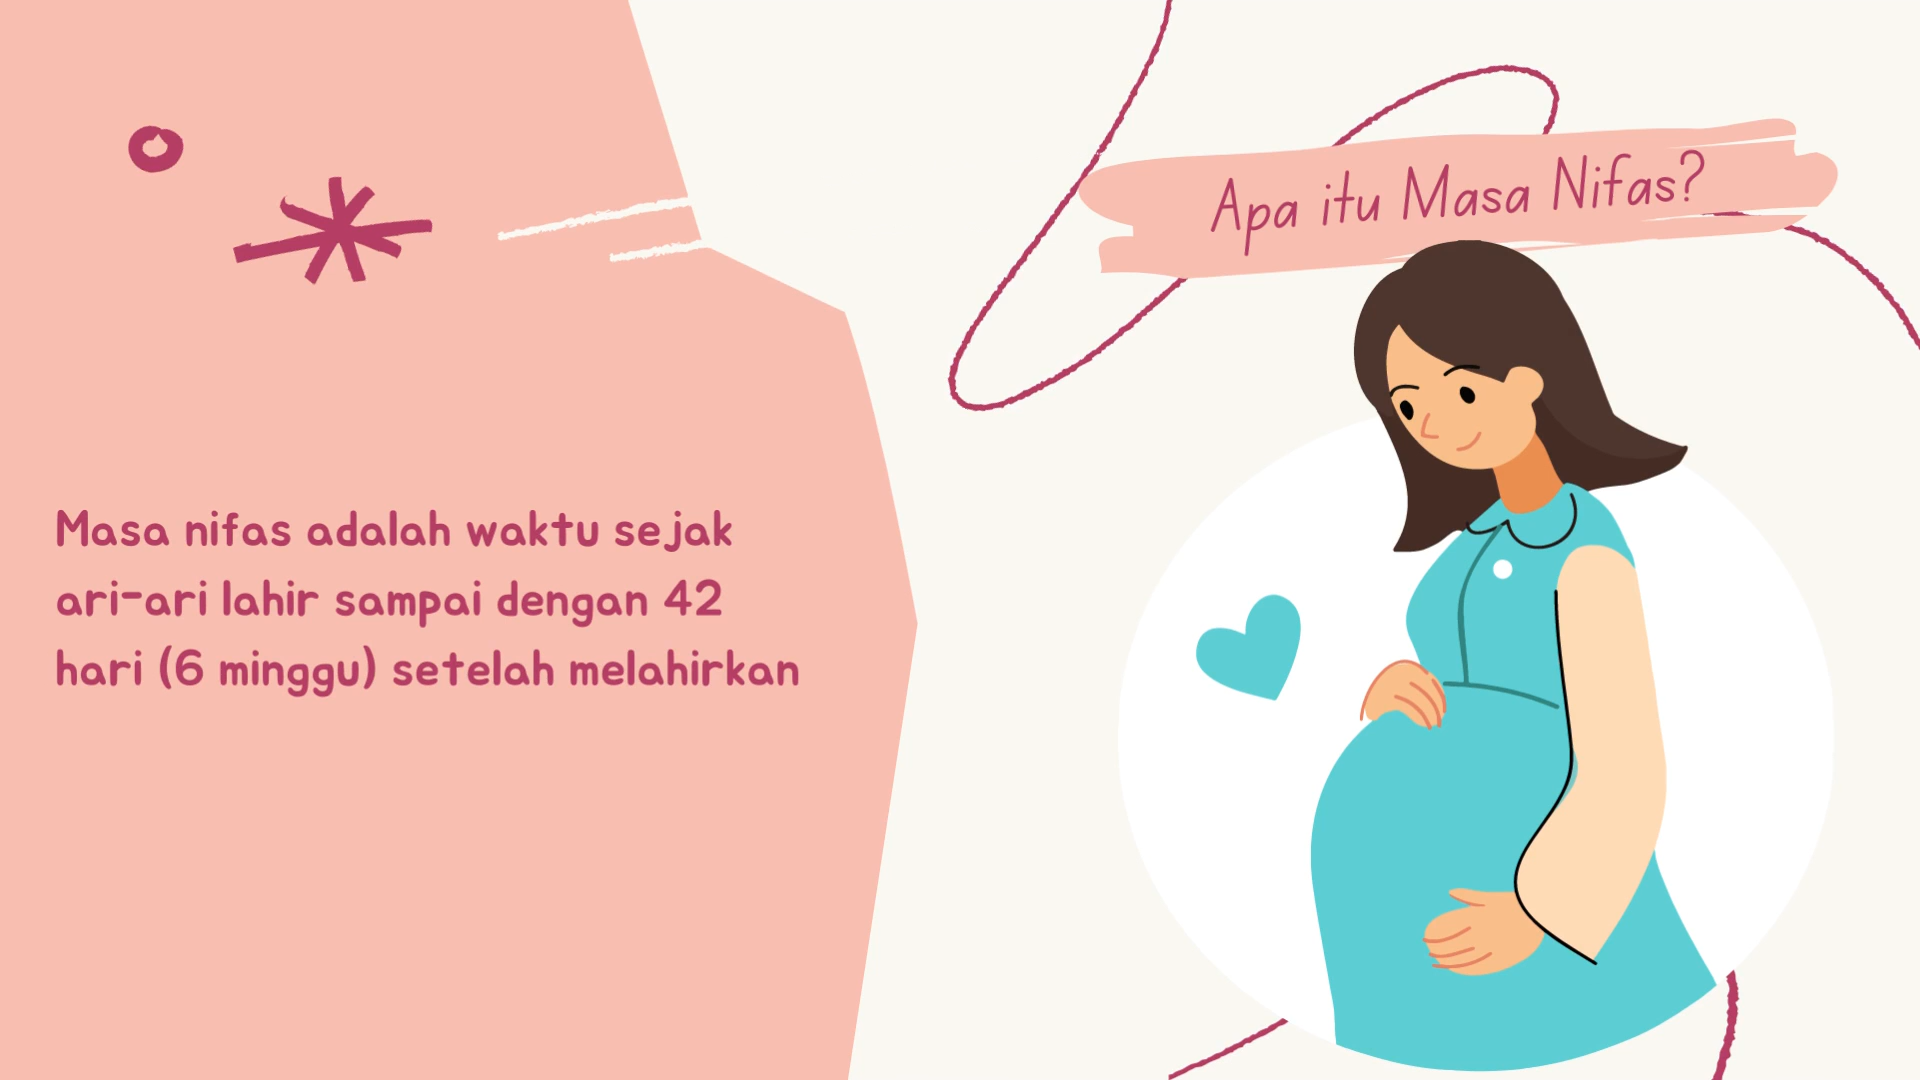 Apa itu Masa Nifas?
Masa nifas adalah waktu sejak
ari-ari lahir sampai dengan 42
hari (6 minggu) setelah melahirkan